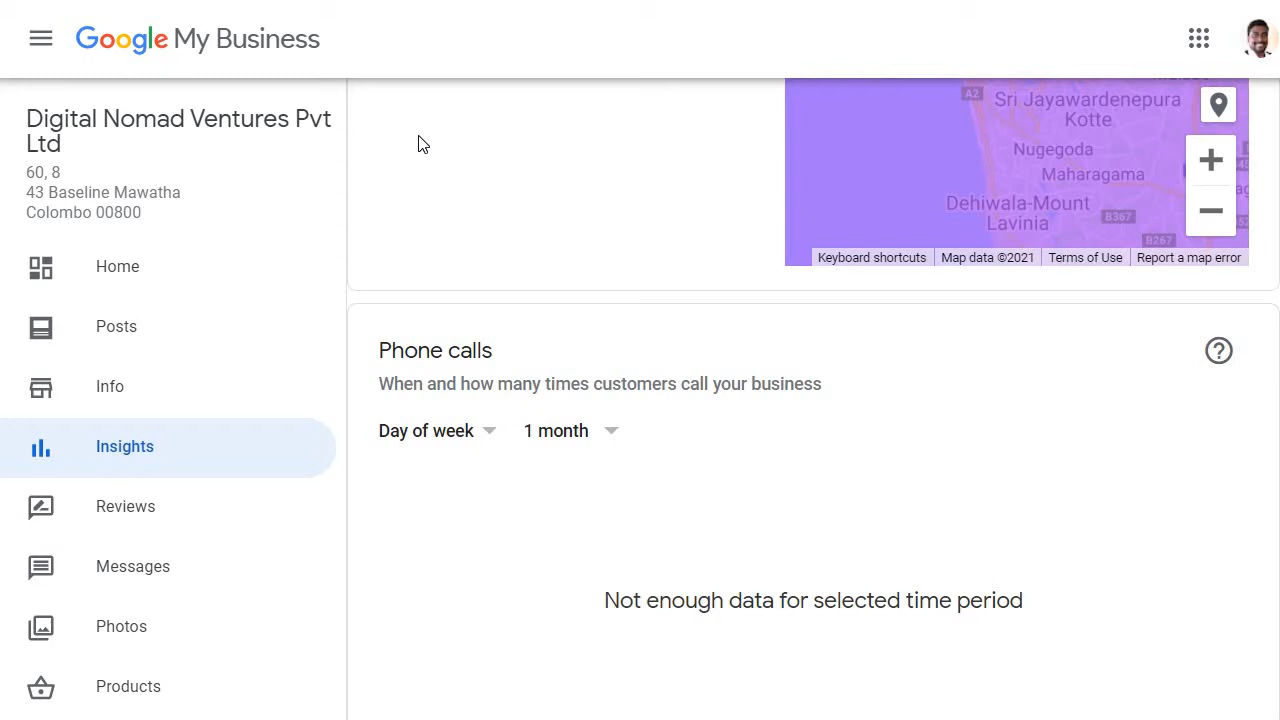 Google My Business
Digital Nomad Ventures Pvt
Ltd
60, 8
43 Baseline Mawatha
Colombo 00800
Home
Posts
Info
Insights
Reviews
Messages
Photos
Products
A2
Sri Jayawardenepura
Kotte
Nugegoda
Maharagama
Dehiwala-Mount
Lavinia
B367
B267
Keyboard shortcuts
Map data ©2021
Terms of Use
Report a map error
Phone calls
When and how many times customers call your business
Day of week
1 month
Not enough data for selected time period